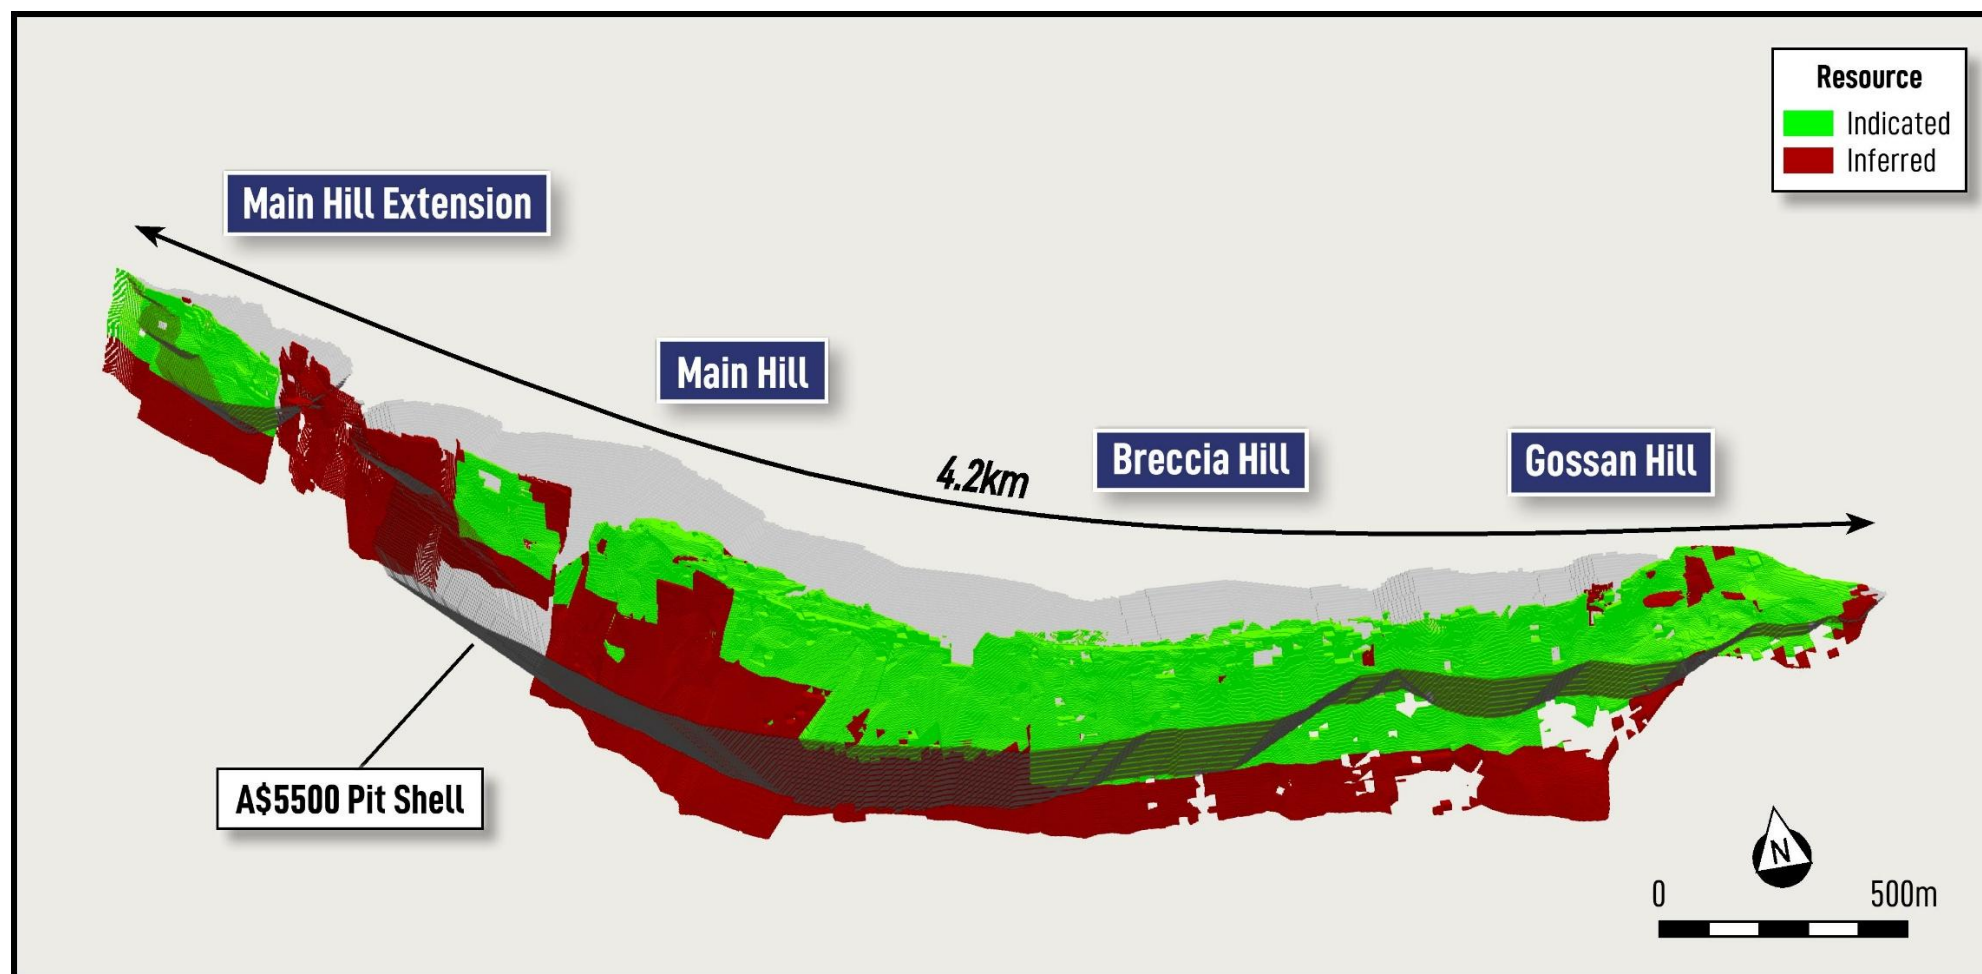 Resource
Indicated
Inferred
Main Hill Extension
Main Hill
Breccia Hill
Gossan Hill
4.2km
A$5500 Pit Shell
N
0 500m